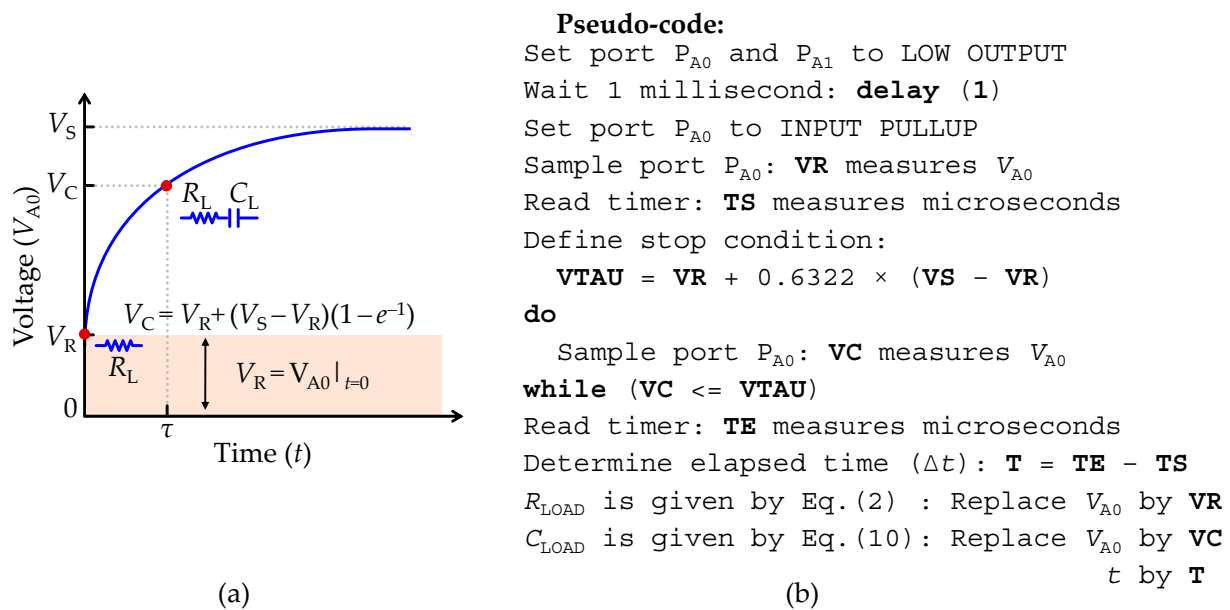 V_S
V_C
V_R
0
Voltage (V_A0)
R_L C_L
V_C = V_R + (V_S – V_R)(1 – e^–1)
R_L
V_R = V_A0|_t=0
τ
Time (t)
(a)
Pseudo-code:
Set port P_A0 and P_A1 to LOW OUTPUT
Wait 1 millisecond: delay (1)
Set port P_A0 to INPUT PULLUP
Sample port P_A0: VR measures V_A0
Read timer: TS measures microseconds
Define stop condition:
VTAU = VR + 0.6322 × (VS – VR)
do
Sample port P_A0: VC measures V_A0
while (VC <= VTAU)
Read timer: TE measures microseconds
Determine elapsed time (Δt): T = TE – TS
R_LOAD is given by Eq.(2) : Replace V_A0 by VR
C_LOAD is given by Eq.(10): Replace V_A0 by VC
t by T
(b)